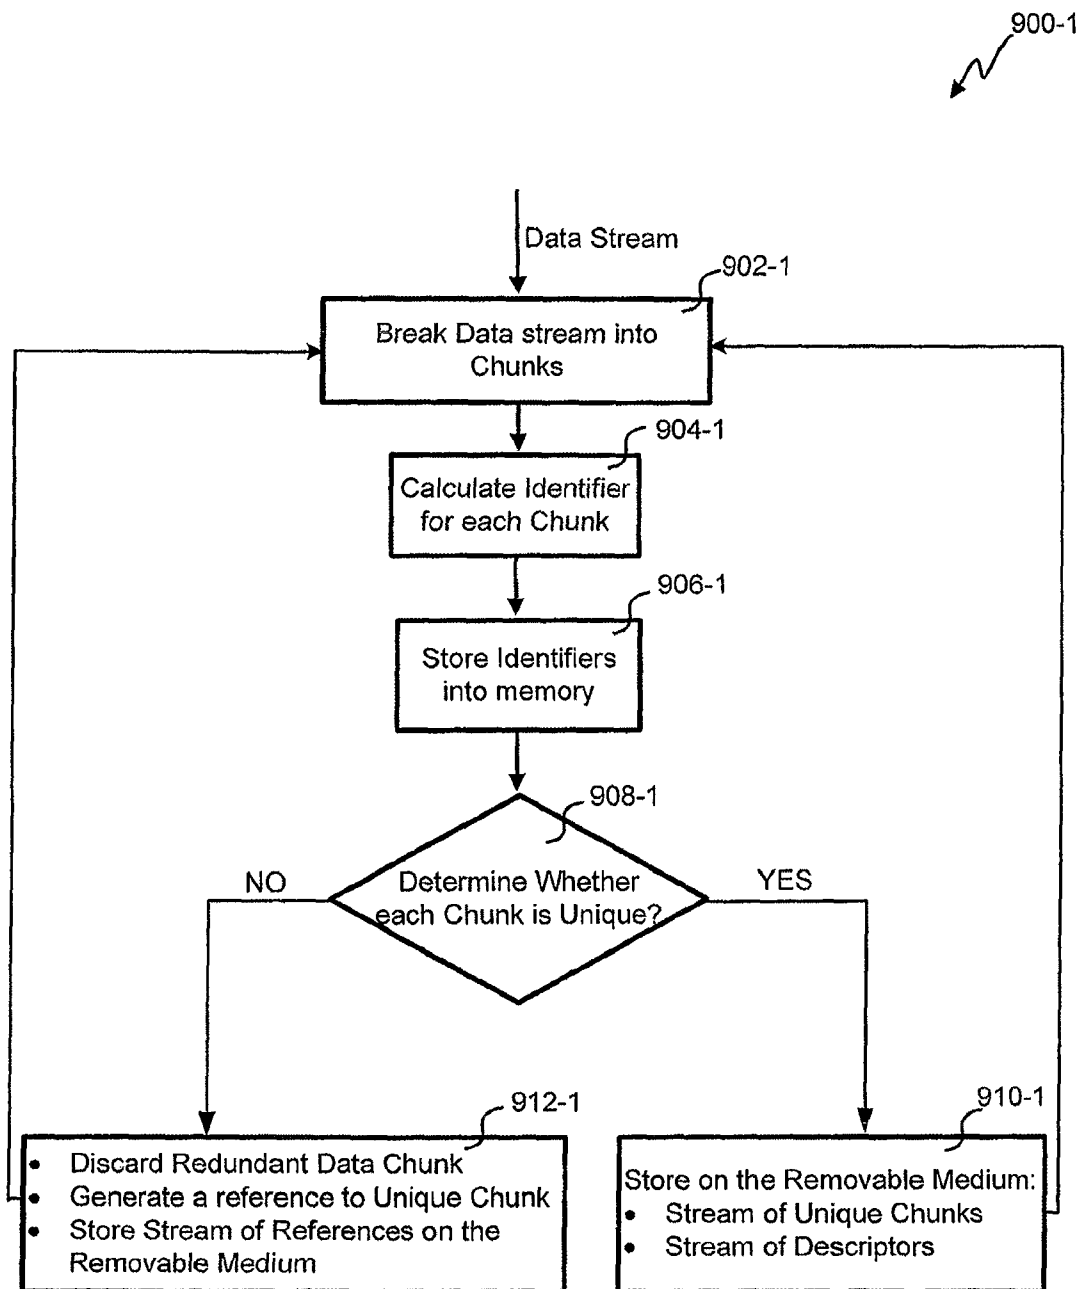 900-1
Data Stream
902-1
Break Data stream into
Chunks
904-1
Calculate Identifier
for each Chunk
906-1
Store Identifiers
into memory
908-1
NO
Determine Whether
each Chunk is Unique?
YES
912-1
• Discard Redundant Data Chunk
• Generate a reference to Unique Chunk
• Store Stream of References on the
Removable Medium
910-1
Store on the Removable Medium:
• Stream of Unique Chunks
• Stream of Descriptors